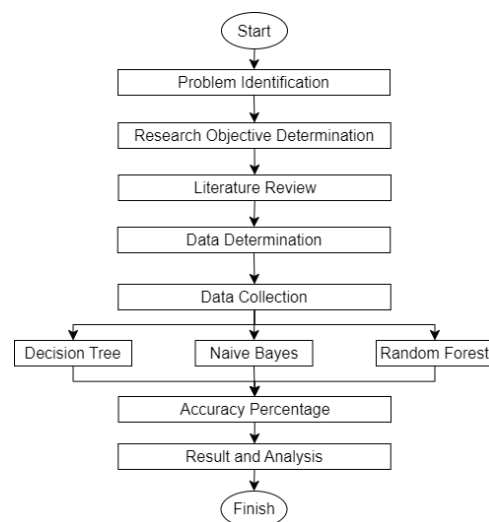 Start
Problem Identification
Research Objective Determination
Literature Review
Data Determination
Data Collection
Decision Tree
Naive Bayes
Random Forest
Accuracy Percentage
Result and Analysis
Finish